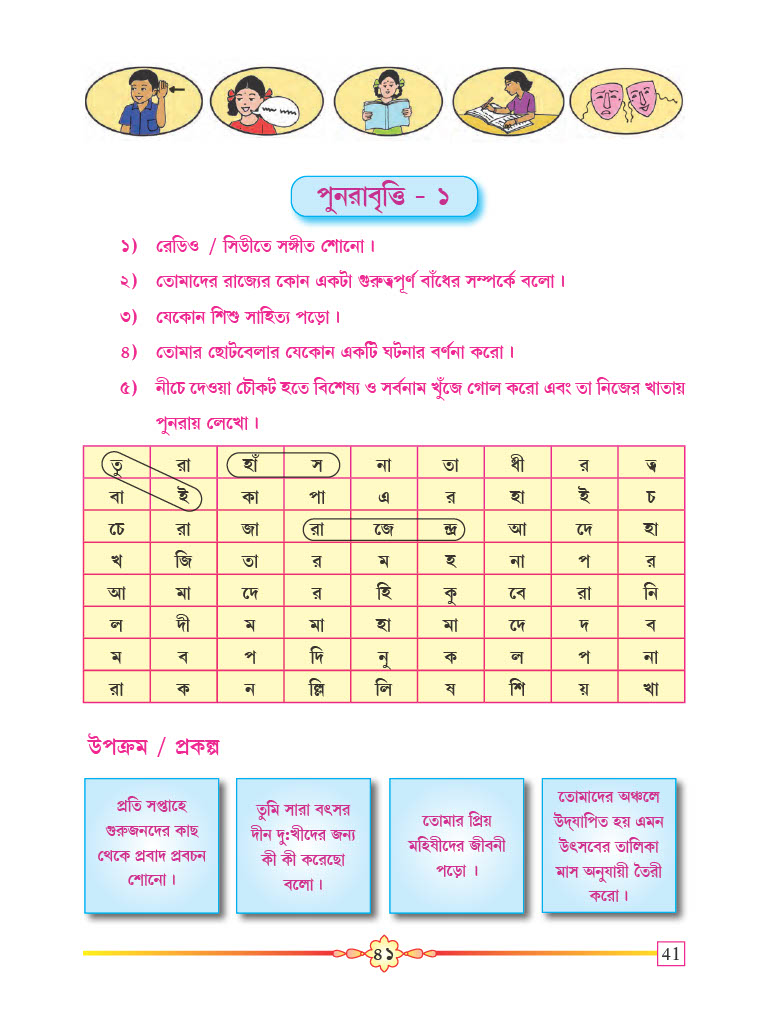 পুনরাবৃত্তি - ১
১) রেডিও / সিডীতে সঙ্গীত শোনো।
২) তোমাদের রাজ্যের কোন একটা গুরুত্বপূর্ণ বাঁধের সম্পর্কে বলো।
৩) যেকোন শিশু সাহিত্য পড়ো।
৪) তোমার ছোটবেলার যেকোন একটি ঘটনার বর্ণনা করো।
৫) নীচে দেওয়া চৌকট হতে বিশেষ্য ও সর্বনাম খুঁজে গোল করো এবং তা নিজের খাতায়
পুনরায় লেখো।
তু রা হাঁ স না তা ধী র ত্ব
বা ই কা পা এ র হা ই চ
চে রা জা রা জে ন্দ্র আ দে হা
খ জি তা র ম হ না প র
আ মা দে র হি কু বে রা নি
ল দী ম মা হা মা দে দ ব
ম ব প দি নু ক ল প না
রা ক ন ল্লি লি ষ শি য় খা
উপক্রম / প্রকল্প
প্রতি সপ্তাহে
গুরুজনদের কাছ
থেকে প্রবাদ প্রবচন
শোনো।
তুমি সারা বৎসর
দীন দু:খীদের জন্য
কী কী করেছো
বলো।
তোমার প্রিয়
মহিষীদের জীবনী
পড়ো ।
তোমাদের অঞ্চলে
উদ্‌যাপিত হয় এমন
উৎসবের তালিকা
মাস অনুযায়ী তৈরী
করো।
৪১
41